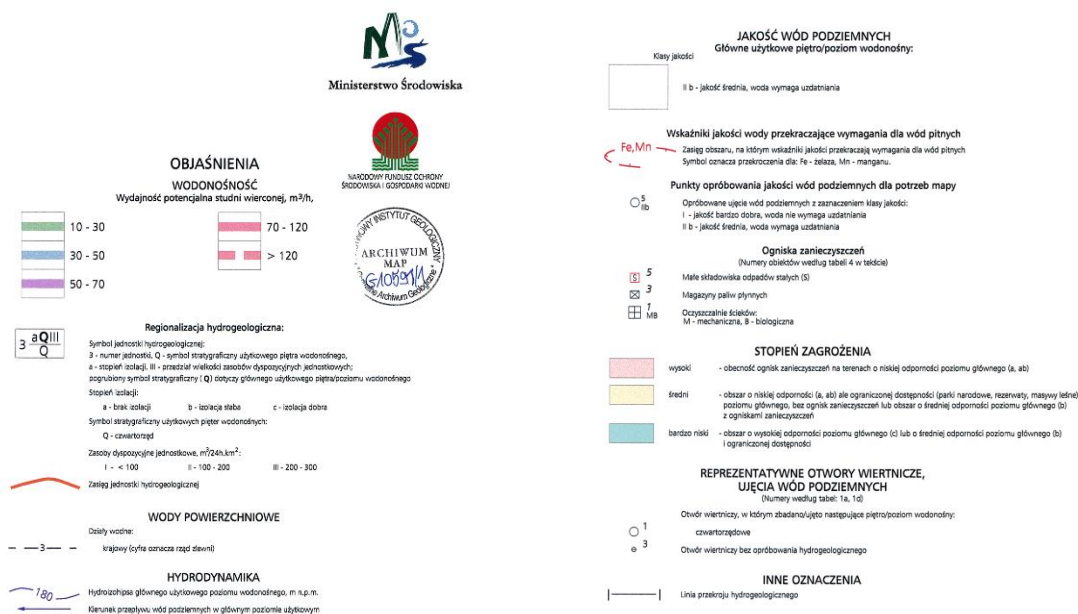 Ministerstwo Środowiska
NARODOWY FUNDUSZ OCHRONY
ŚRODOWISKA I GOSPODARKI WODNEJ
OBJAŚNIENIA
WODONOŚNOŚĆ
Wydajność potencjalna studni wierconej, m³/h,
10 - 30
70 - 120
30 - 50
> 120
50 - 70
INSTYTUT GEOLOGICZNY
ARCHIWUM
MAP
Archiwum Geologiczne
3 aQIII
Q
Regionalizacja hydrogeologiczna:
Symbol jednostki hydrogeologicznej:
3 - numer jednostki, Q - symbol stratygraficzny użytkowego piętra wodonośnego,
a - stopień izolacji, III - przedział wielkości zasobów dyspozycyjnych jednostkowych;
pogrubiony symbol stratygraficzny (Q) dotyczy głównego użytkowego piętra/poziomu wodonośnego
Stopień izolacji:
a - brak izolacji b - izolacja słaba c - izolacja dobra
Symbol stratygraficzny użytkowych pięter wodonośnych:
Q - czwartorzęd
Zasoby dyspozycyjne jednostkowe, m³/24h.km²:
I - < 100 II - 100 - 200 III - 200 - 300
Zasięg jednostki hydrogeologicznej
WODY POWIERZCHNIOWE
Działy wodne:
3
krajowy (cyfra oznacza rząd zlewni)
HYDRODYNAMIKA
180
Hydroizohipsa głównego użytkowego poziomu wodonośnego, m n.p.m.
Kierunek przepływu wód podziemnych w głównym poziomie użytkowym
JAKOŚĆ WÓD PODZIEMNYCH
Główne użytkowe piętro/poziom wodonośny:
Klasy jakości
II b - jakość średnia, woda wymaga uzdatniania
Wskaźniki jakości wody przekraczające wymagania dla wód pitnych
Fe,Mn
Zasięg obszaru, na którym wskaźniki jakości przekraczają wymagania dla wód pitnych
Symbol oznacza przekroczenia dla: Fe - żelaza, Mn - manganu.
Punkty opróbowania jakości wód podziemnych dla potrzeb mapy
5
IIb
Opróbowane ujęcie wód podziemnych z zaznaczeniem klasy jakości:
I - jakość bardzo dobra, woda nie wymaga uzdatniania
II b - jakość średnia, woda wymaga uzdatniania
Ogniska zanieczyszczeń
(Numery obiektów według tabeli 4 w tekście)
S 5
Małe składowiska odpadów stałych (S)
3
Magazyny paliw płynnych
1
MB
Oczyszczalnie ścieków:
M - mechaniczna, B - biologiczna
STOPIEŃ ZAGROŻENIA
wysoki - obecność ognisk zanieczyszczeń na terenach o niskiej odporności poziomu głównego (a, ab)
średni - obszar o niskiej odporności (a, ab) ale ograniczonej dostępności (parki narodowe, rezerwaty, masywy leśne)
poziomu głównego, bez ognisk zanieczyszczeń lub obszar o średniej odporności poziomu głównego (b)
z ogniskami zanieczyszczeń
bardzo niski - obszar o wysokiej odporności poziomu głównego (c) lub o średniej odporności poziomu głównego (b)
i ograniczonej dostępności
REPREZENTATYWNE OTWORY WIERTNICZE,
UJĘCIA WÓD PODZIEMNYCH
(Numery według tabel: 1a, 1d)
Otwór wiertniczy, w którym zbadano/ujęto następujące piętro/poziom wodonośny:
1
czwartorzędowe
3
Otwór wiertniczy bez opróbowania hydrogeologicznego
INNE OZNACZENIA
Linia przekroju hydrogeologicznego